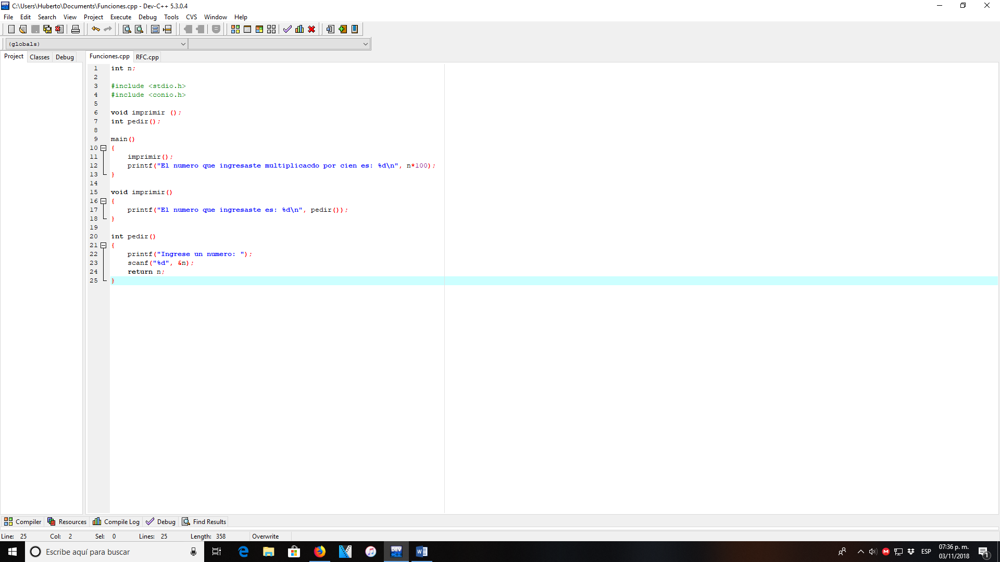 C:\Users\Huberto\Documents\Funciones.cpp - Dev-C++ 5.3.0.4
File Edit Search View Project Execute Debug Tools CVS Window Help
(globals)
Project Classes Debug Funciones.cpp RFC.cpp
1 int n;
2
3 #include <stdio.h>
4 #include <conio.h>
5
6 void imprimir ();
7 int pedir();
8
9 main()
10 {
11 imprimir();
12 printf("El numero que ingresaste multiplicacdo por cien es: %d\n", n*100);
13 }
14
15 void imprimir()
16 {
17 printf("El numero que ingresaste es: %d\n", pedir());
18 }
19
20 int pedir()
21 {
22 printf("Ingrese un numero: ");
23 scanf("%d", &n);
24 return n;
25 }
Compiler Resources Compile Log Debug Find Results
Line: 25 Col: 2 Sel: 0 Lines: 25 Length: 358 Overwrite
Escribe aquí para buscar
ESP
07:36 p. m.
03/11/2018
1